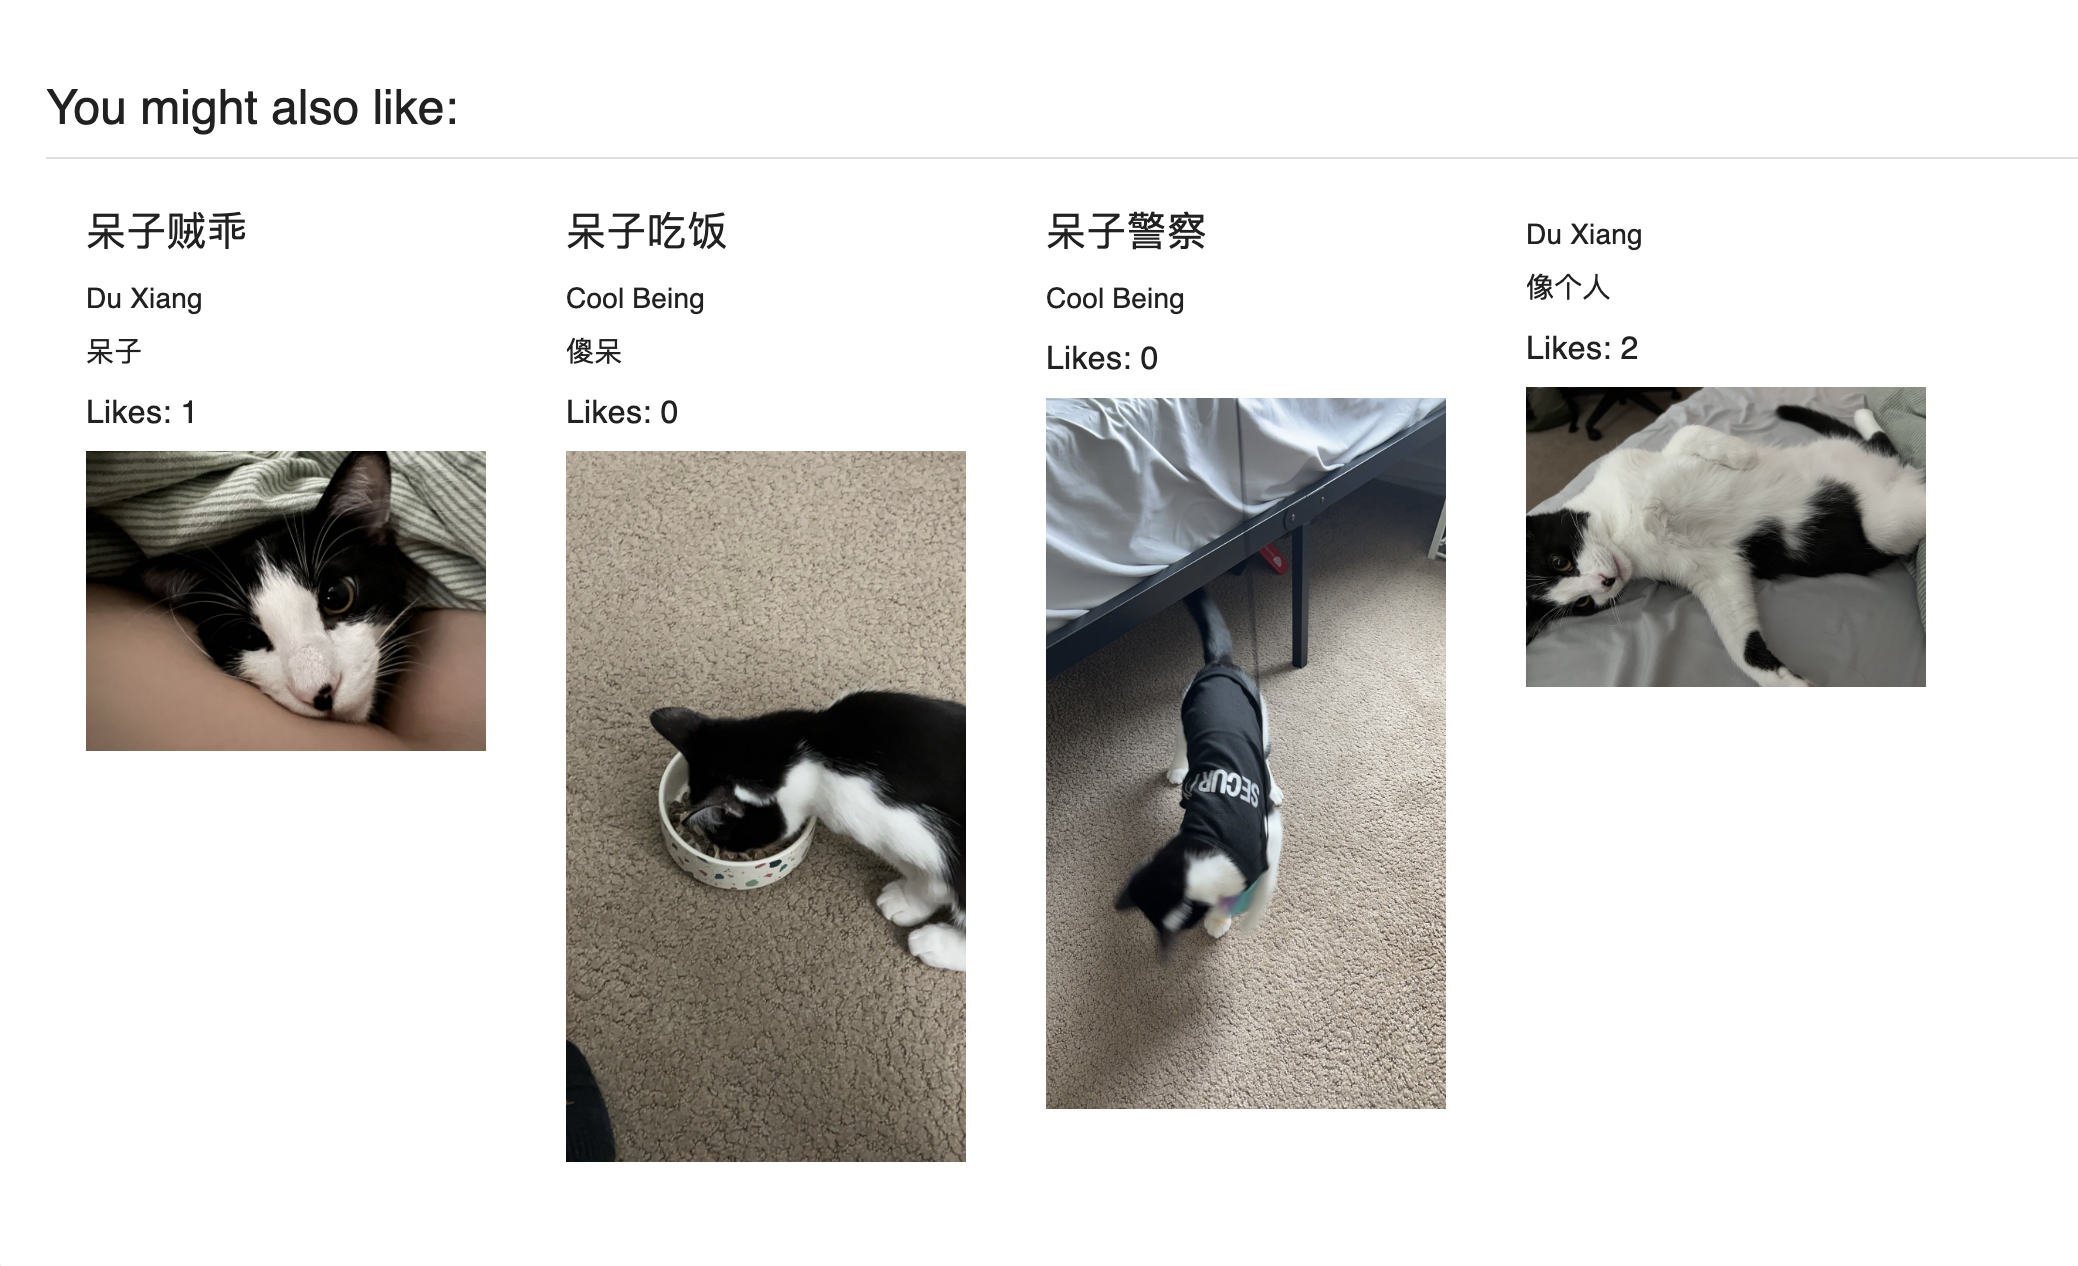 You might also like:
呆子贼乖
Du Xiang
呆子
Likes: 1
呆子吃饭
Cool Being
傻呆
Likes: 0
呆子警察
Cool Being
Likes: 0
SECURI
Du Xiang
像个人
Likes: 2